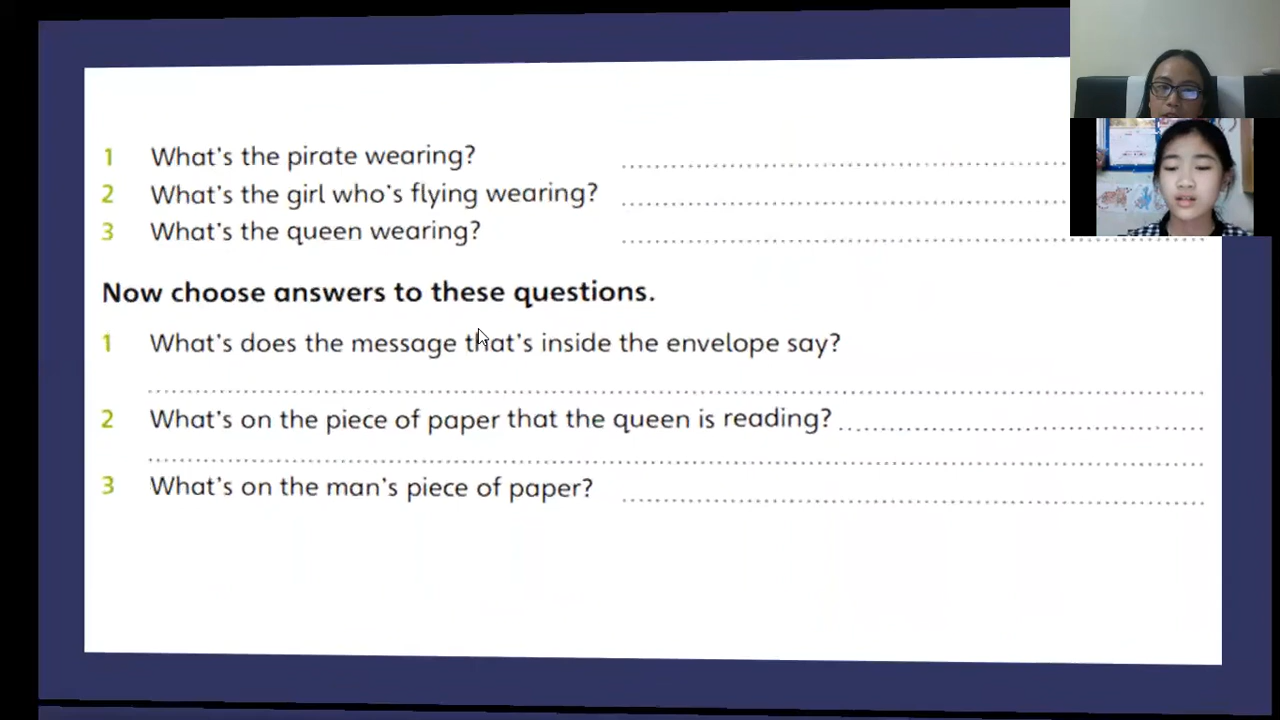 1 What's the pirate wearing?
2 What's the girl who's flying wearing?
3 What's the queen wearing?
Now choose answers to these questions.
1 What's does the message that's inside the envelope say?
2 What's on the piece of paper that the queen is reading?
3 What's on the man's piece of paper?